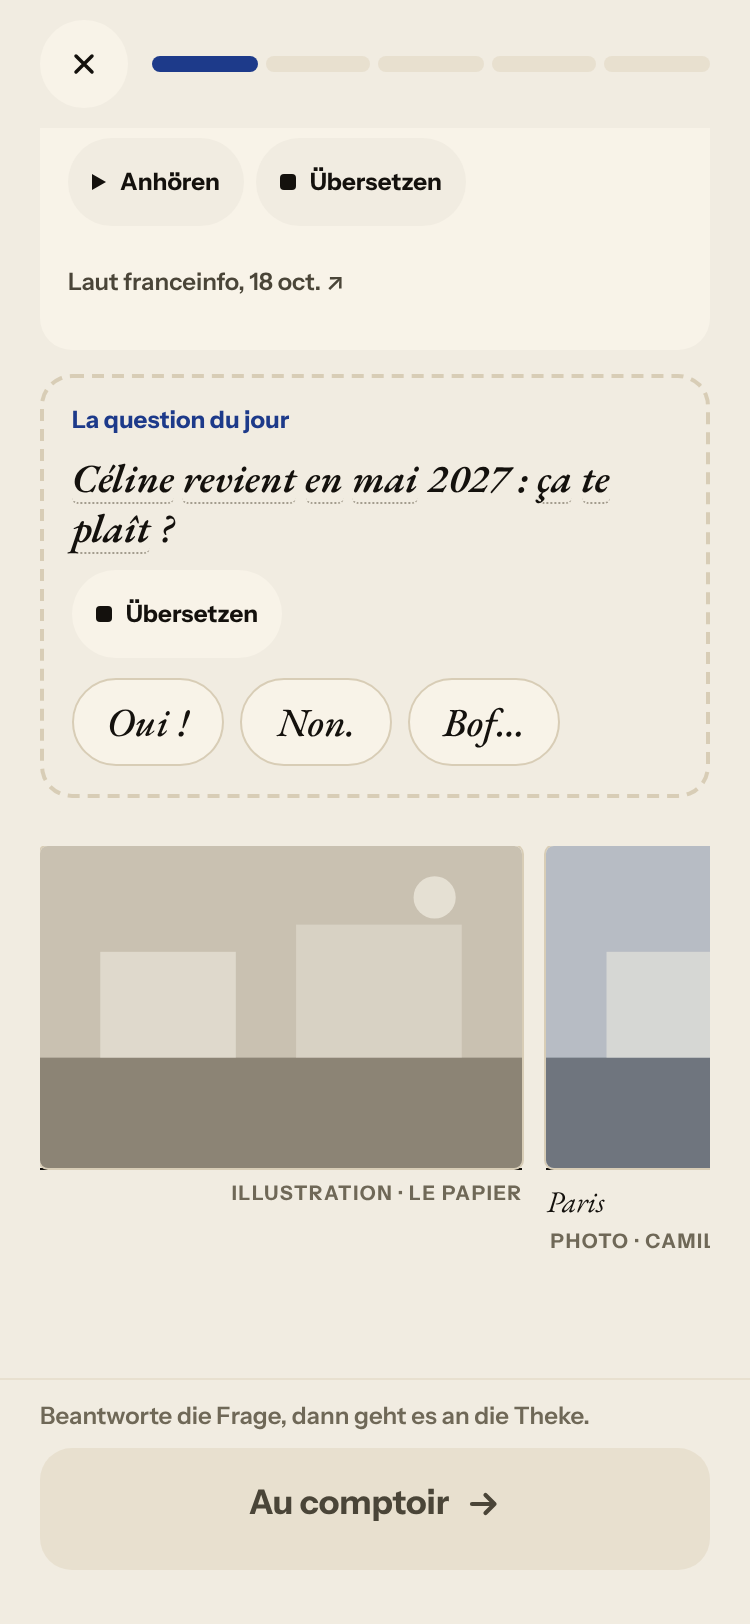 Anhören
Übersetzen
Laut franceinfo, 18 oct. ↗
La question du jour
Céline revient en mai 2027 : ça te
plaît ?
Übersetzen
Oui !
Non.
Bof...
ILLUSTRATION · LE PAPIER
Paris
PHOTO · CAMIL
Beantworte die Frage, dann geht es an die Theke.
Au comptoir →